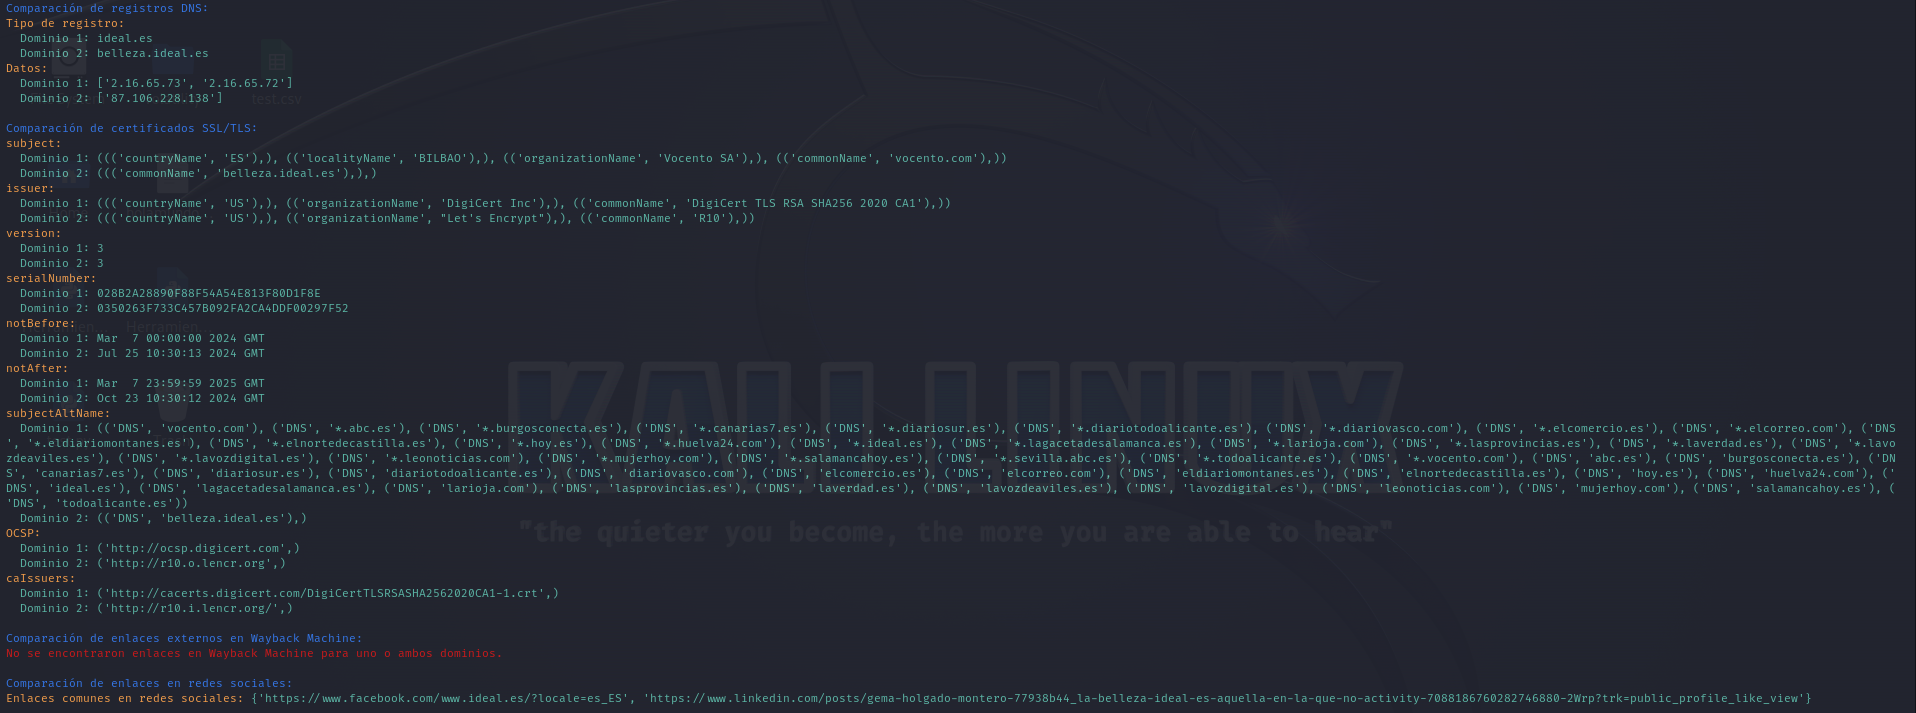 Comparación de registros DNS:
Tipo de registro:
  Dominio 1: ideal.es
  Dominio 2: belleza.ideal.es
Datos:
  Dominio 1: ['2.16.65.73', '2.16.65.72']
  Dominio 2: ['87.106.228.138']
test.csv
Comparación de certificados SSL/TLS:
subject:
  Dominio 1: ((('countryName', 'ES'),), (('localityName', 'BILBAO'),), (('organizationName', 'Vocento SA'),), (('commonName', 'vocento.com'),))
  Dominio 2: ((('commonName', 'belleza.ideal.es'),),)
issuer:
  Dominio 1: ((('countryName', 'US'),), (('organizationName', 'DigiCert Inc'),), (('commonName', 'DigiCert TLS RSA SHA256 2020 CA1'),))
  Dominio 2: ((('countryName', 'US'),), (('organizationName', "Let's Encrypt"),), (('commonName', 'R10'),))
version:
  Dominio 1: 3
  Dominio 2: 3
serialNumber:
  Dominio 1: 028B2A28890F88F54A54E813F80D1F8E
  Dominio 2: 0350263F733C457B092FA2CA4DDF00297F52
notBefore:
Herramien...
  Dominio 1: Mar  7 00:00:00 2024 GMT
  Dominio 2: Jul 25 10:30:13 2024 GMT
notAfter:
  Dominio 1: Mar  7 23:59:59 2025 GMT
  Dominio 2: Oct 23 10:30:12 2024 GMT
KALI LINUX
subjectAltName:
  Dominio 1: (('DNS', 'vocento.com'), ('DNS', '*.abc.es'), ('DNS', '*.burgosconecta.es'), ('DNS', '*.canarias7.es'), ('DNS', '*.diariosur.es'), ('DNS', '*.diariotodoalicante.es'), ('DNS', '*.diariovasco.com'), ('DNS', '*.elcomercio.es'), ('DNS', '*.elcorreo.com'), ('DNS
', '*.eldiariomontanes.es'), ('DNS', '*.elnortedecastilla.es'), ('DNS', '*.hoy.es'), ('DNS', '*.huelva24.com'), ('DNS', '*.ideal.es'), ('DNS', '*.lagacetadesalamanca.es'), ('DNS', '*.larioja.com'), ('DNS', '*.lasprovincias.es'), ('DNS', '*.laverdad.es'), ('DNS', '*.lavo
zdeaviles.es'), ('DNS', '*.lavozdigital.es'), ('DNS', '*.leonoticias.com'), ('DNS', '*.mujerhoy.com'), ('DNS', '*.salamancahoy.es'), ('DNS', '*.sevilla.abc.es'), ('DNS', '*.todoalicante.es'), ('DNS', '*.vocento.com'), ('DNS', 'abc.es'), ('DNS', 'burgosconecta.es'), ('DN
S', 'canarias7.es'), ('DNS', 'diariosur.es'), ('DNS', 'diariotodoalicante.es'), ('DNS', 'diariovasco.com'), ('DNS', 'elcomercio.es'), ('DNS', 'elcorreo.com'), ('DNS', 'eldiariomontanes.es'), ('DNS', 'elnortedecastilla.es'), ('DNS', 'hoy.es'), ('DNS', 'huelva24.com'), ('
DNS', 'ideal.es'), ('DNS', 'lagacetadesalamanca.es'), ('DNS', 'larioja.com'), ('DNS', 'lasprovincias.es'), ('DNS', 'laverdad.es'), ('DNS', 'lavozdeaviles.es'), ('DNS', 'lavozdigital.es'), ('DNS', 'leonoticias.com'), ('DNS', 'mujerhoy.com'), ('DNS', 'salamancahoy.es'), (
'DNS', 'todoalicante.es'))
  Dominio 2: (('DNS', 'belleza.ideal.es'),)
"the quieter you become, the more you are able to hear"
OCSP:
  Dominio 1: ('http://ocsp.digicert.com',)
  Dominio 2: ('http://r10.o.lencr.org',)
caIssuers:
  Dominio 1: ('http://cacerts.digicert.com/DigiCertTLSRSASHA2562020CA1-1.crt',)
  Dominio 2: ('http://r10.i.lencr.org/',)
Comparación de enlaces externos en Wayback Machine:
No se encontraron enlaces en Wayback Machine para uno o ambos dominios.
Comparación de enlaces en redes sociales:
Enlaces comunes en redes sociales: {'https://www.facebook.com/www.ideal.es/?locale=es_ES', 'https://www.linkedin.com/posts/gema-holgado-montero-77938b44_la-belleza-ideal-es-aquella-en-la-que-no-activity-7088186760282746880-2Wrp?trk=public_profile_like_view'}